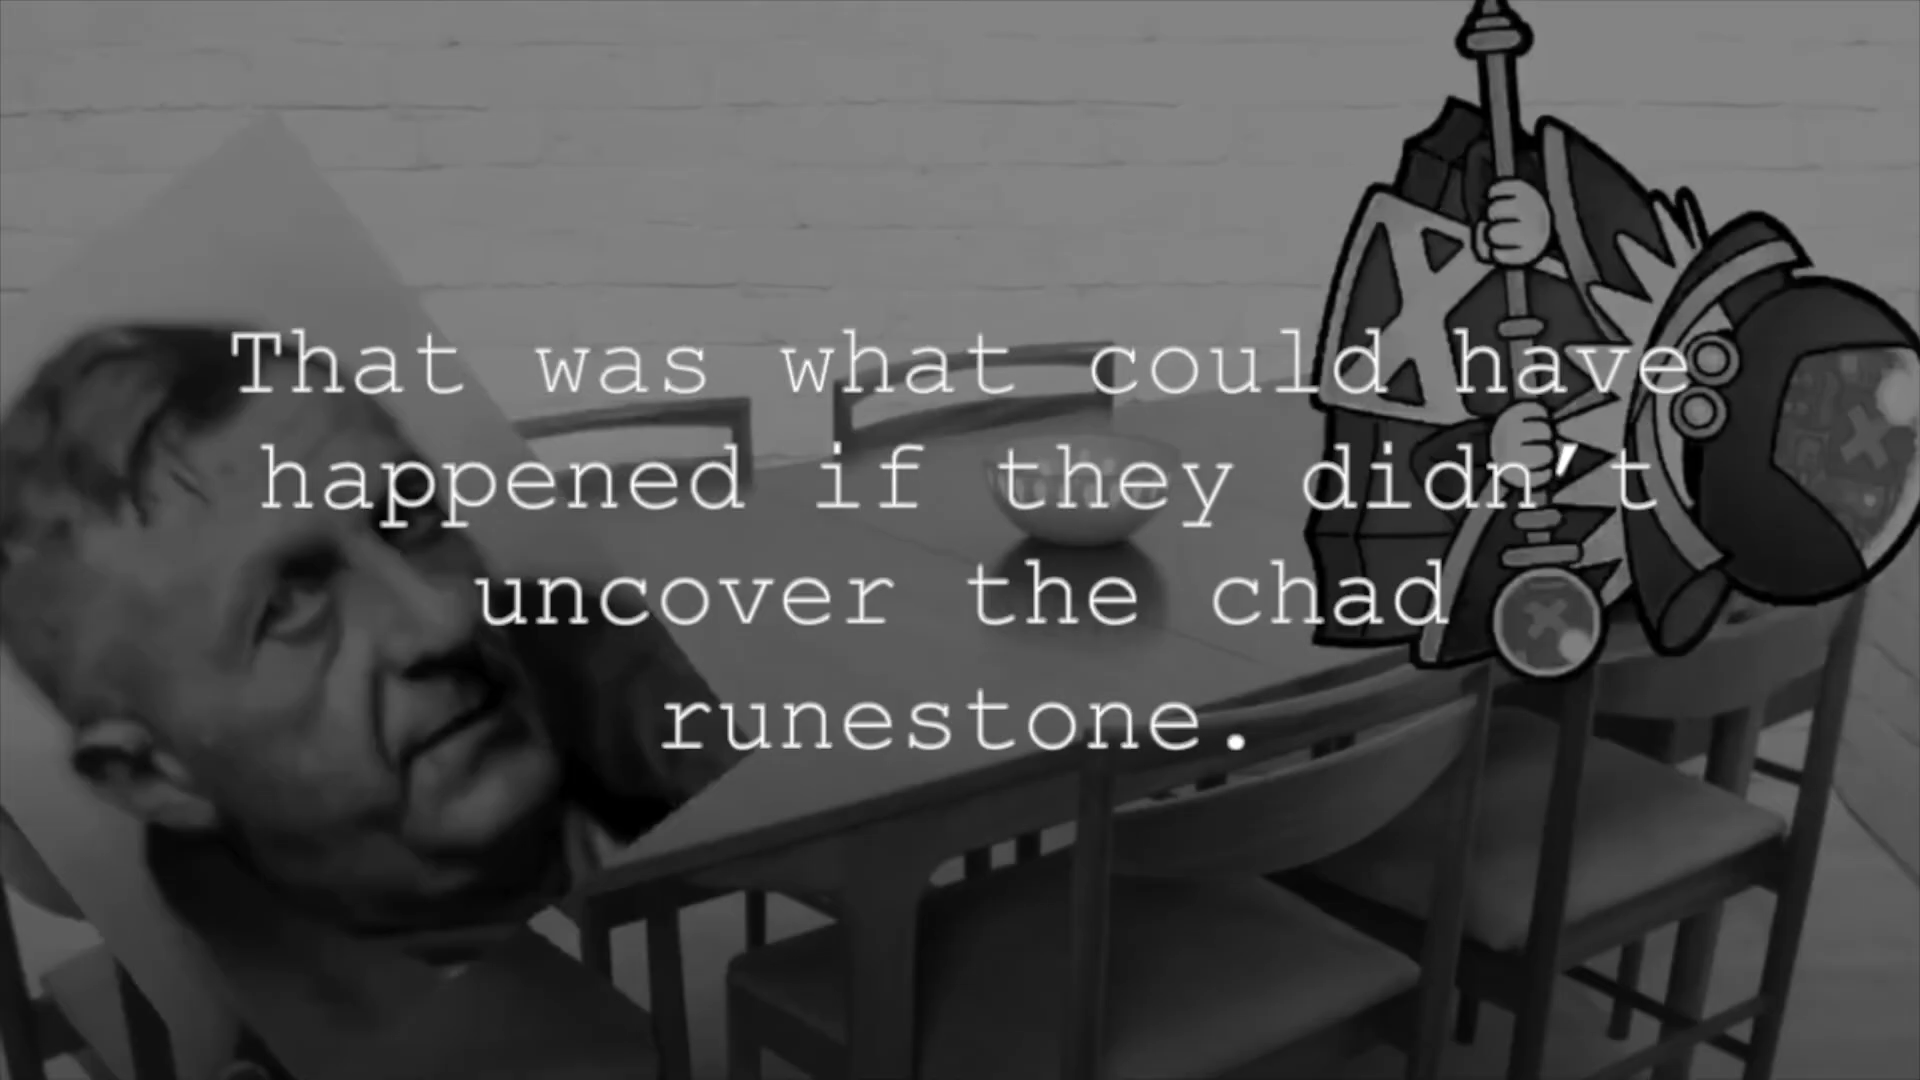 That was what could have
happened if they didn't
uncover the chad
runestone.